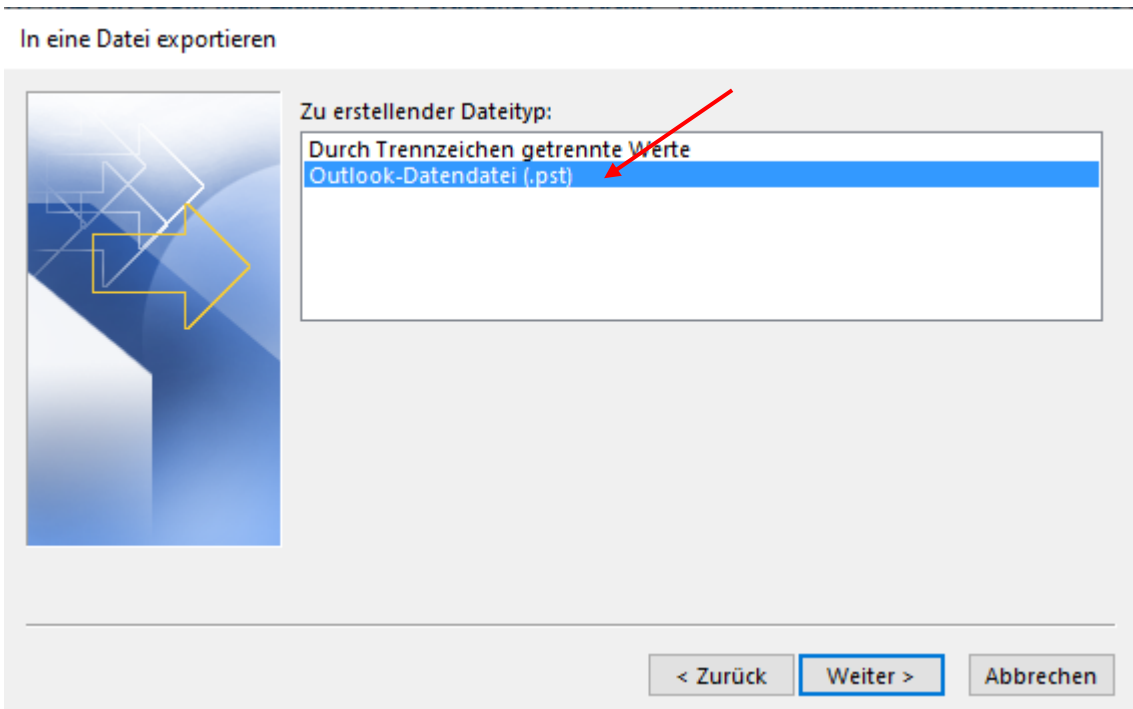 In eine Datei exportieren
Zu erstellender Dateityp:
Durch Trennzeichen getrennte Werte
Outlook-Datendatei (.pst)
< Zurück
Weiter >
Abbrechen